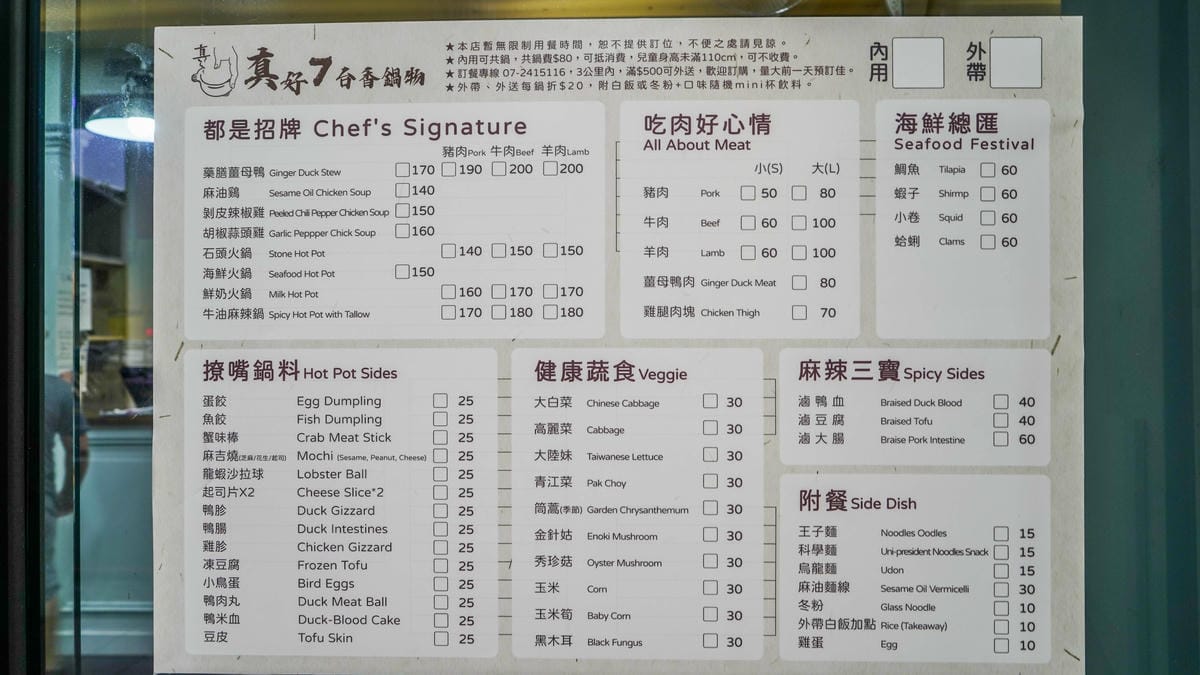 真 真好7百香鍋物
★本店暫無限制用餐時間，恕不提供訂位，不便之處請見諒。
★內用可共鍋，共鍋費$80，可抵消費，兒童身高未滿110cm，可不收費。
★訂餐專線 07-2415116，3公里內，滿$500可外送，歡迎訂購，量大前一天預訂佳。
★外帶、外送每鍋折$20，附白飯或冬粉+口味隨機mini杯飲料。
內用
外帶
都是招牌 Chef's Signature
豬肉Pork 牛肉Beef 羊肉Lamb
藥膳薑母鴨 Ginger Duck Stew 170 190 200 200
麻油鷄 Sesame Oil Chicken Soup 140
剝皮辣椒雞 Peeled Chili Pepper Chicken Soup 150
胡椒蒜頭雞 Garlic Peppper Chick Soup 160
石頭火鍋 Stone Hot Pot 140 150 150
海鮮火鍋 Seafood Hot Pot 150
鮮奶火鍋 Milk Hot Pot 160 170 170
牛油麻辣鍋 Spicy Hot Pot with Tallow 170 180 180
吃肉好心情
All About Meat
小(S) 大(L)
豬肉 Pork 50 80
牛肉 Beef 60 100
羊肉 Lamb 60 100
薑母鴨肉 Ginger Duck Meat 80
雞腿肉塊 Chicken Thigh 70
海鮮總匯
Seafood Festival
鯛魚 Tilapia 60
蝦子 Shirmp 60
小卷 Squid 60
蛤蜊 Clams 60
撩嘴鍋料 Hot Pot Sides
蛋餃 Egg Dumpling 25
魚餃 Fish Dumpling 25
蟹味棒 Crab Meat Stick 25
麻吉燒(芝麻/花生/起司) Mochi (Sesame, Peanut, Cheese) 25
龍蝦沙拉球 Lobster Ball 25
起司片X2 Cheese Slice*2 25
鴨胗 Duck Gizzard 25
鴨腸 Duck Intestines 25
雞胗 Chicken Gizzard 25
凍豆腐 Frozen Tofu 25
小鳥蛋 Bird Eggs 25
鴨肉丸 Duck Meat Ball 25
鴨米血 Duck-Blood Cake 25
豆皮 Tofu Skin 25
健康蔬食 Veggie
大白菜 Chinese Cabbage 30
高麗菜 Cabbage 30
大陸妹 Taiwanese Lettuce 30
青江菜 Pak Choy 30
茼蒿(季節) Garden Chrysanthemum 30
金針菇 Enoki Mushroom 30
秀珍菇 Oyster Mushroom 30
玉米 Corn 30
玉米筍 Baby Corn 30
黑木耳 Black Fungus 30
麻辣三寶 Spicy Sides
滷鴨血 Braised Duck Blood 40
滷豆腐 Braised Tofu 40
滷大腸 Braise Pork Intestine 60
附餐 Side Dish
王子麵 Noodles Oodles 15
科學麵 Uni-president Noodles Snack 15
烏龍麵 Udon 15
麻油麵線 Sesame Oil Vermicelli 30
冬粉 Glass Noodle 10
外帶白飯加點 Rice (Takeaway) 10
雞蛋 Egg 10